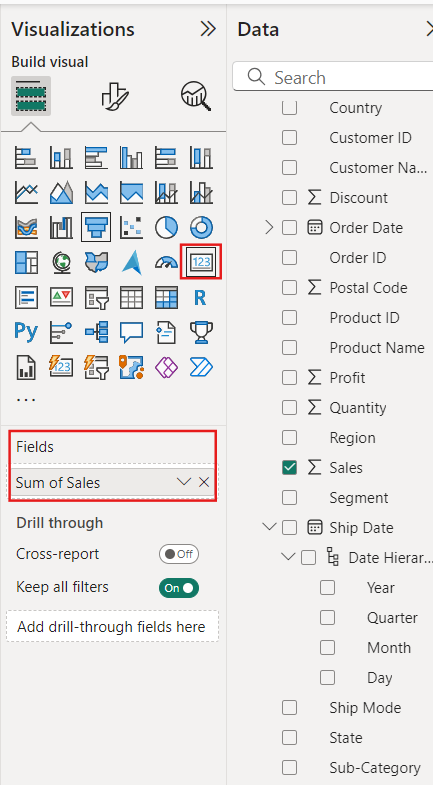 Visualizations
Build visual
123
R
Py
123
...
Fields
Sum of Sales
Drill through
Cross-report
Off
Keep all filters
On
Add drill-through fields here
Data
Search
Country
Customer ID
Customer Na...
Discount
Order Date
Order ID
Postal Code
Product ID
Product Name
Profit
Quantity
Region
Sales
Segment
Ship Date
Date Hierar...
Year
Quarter
Month
Day
Ship Mode
State
Sub-Category